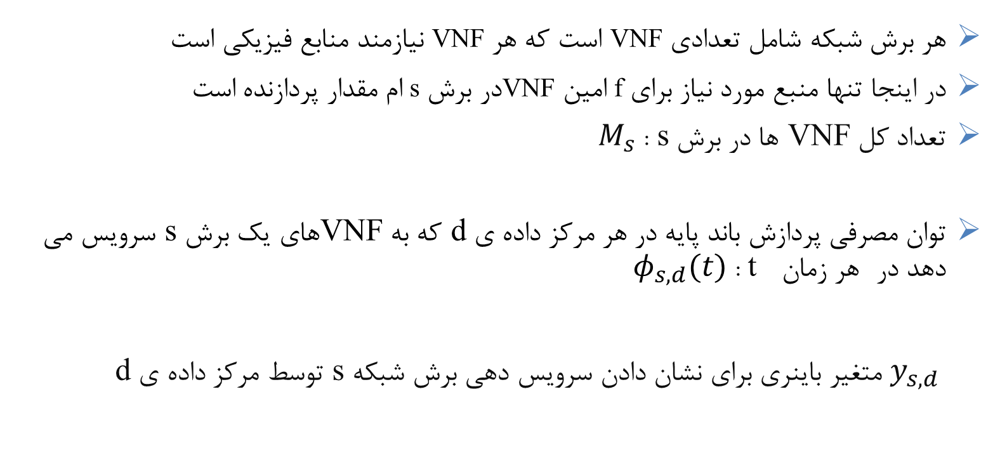 هر برش شبکه شامل تعدادی VNF است که هر VNF نیازمند منابع فیزیکی است
در اینجا تنها منبع مورد نیاز برای f امین VNFدر برش s ام مقدار پردازنده است
تعداد کل VNF ها در برش s : M_s
توان مصرفی پردازش باند پایه در هر مرکز داده ی d که به VNFهای یک برش s سرویس می
دهد در هر زمان t : ϕ_{s,d}(t)
y_{s,d} متغیر باینری برای نشان دادن سرویس دهی برش شبکه s توسط مرکز داده ی d